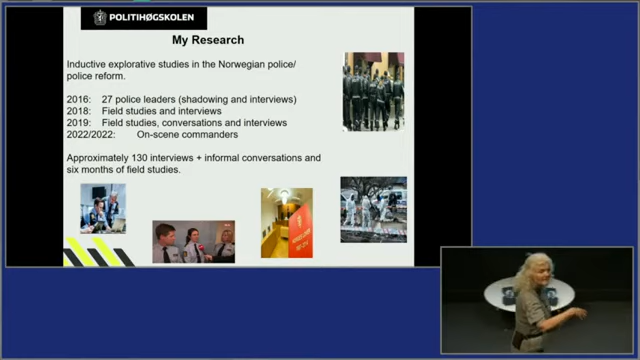 POLITIHØGSKOLEN
My Research
Inductive explorative studies in the Norwegian police/
police reform.
2016: 27 police leaders (shadowing and interviews)
2018: Field studies and interviews
2019: Field studies, conversations and interviews
2022/2022: On-scene commanders
Approximately 130 interviews + informal conversations and
six months of field studies.